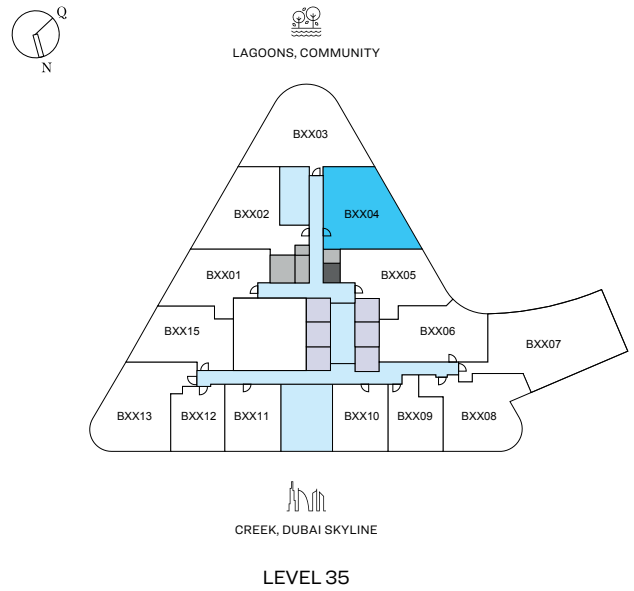 Q
N
LAGOONS, COMMUNITY
BXX03
BXX02
BXX04
BXX01
BXX05
BXX15
BXX06
BXX07
BXX13
BXX12
BXX11
BXX10
BXX09
BXX08
CREEK, DUBAI SKYLINE
LEVEL 35